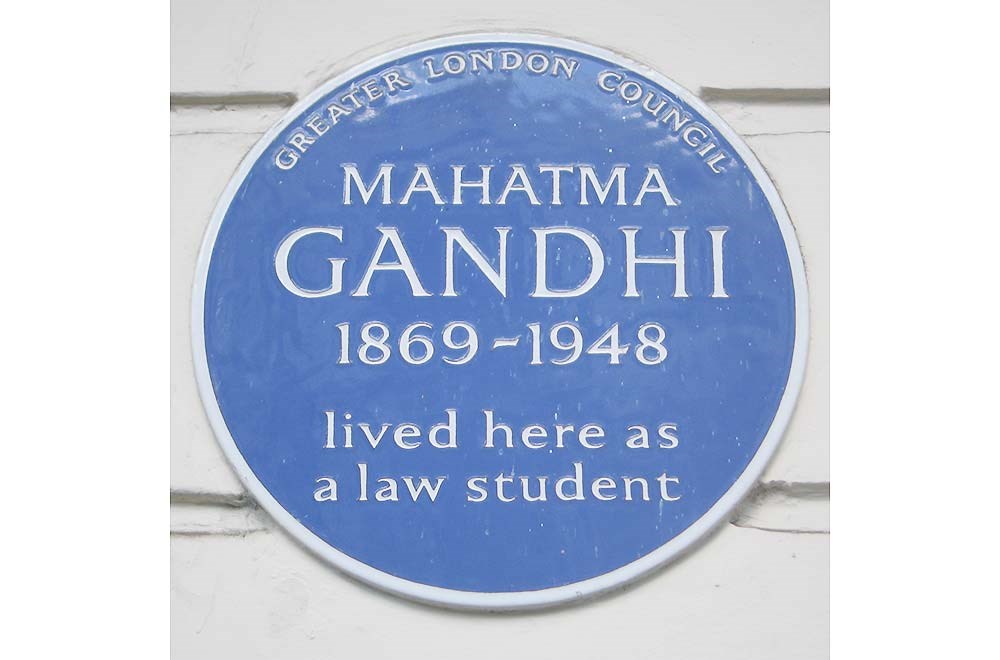 GREATER LONDON COUNCIL
MAHATMA
GANDHI
1869-1948
lived here as
a law student